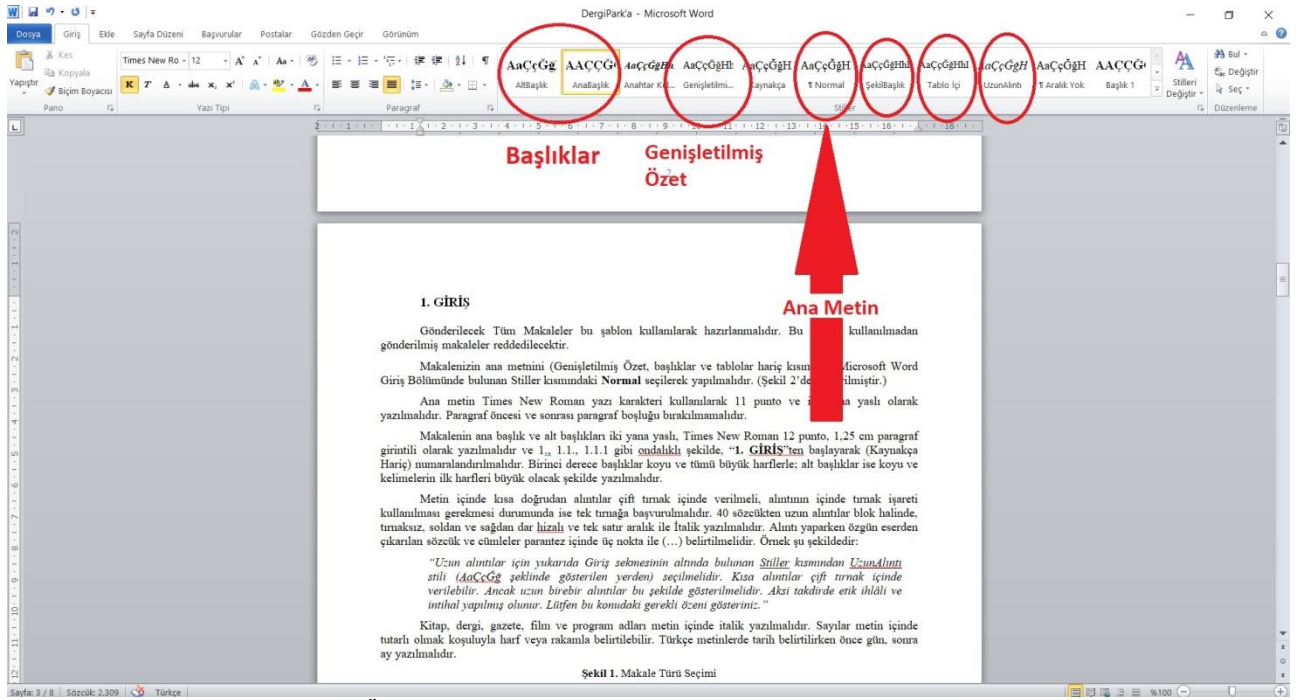 DergiPark'a - Microsoft Word
Dosya Giriş Ekle Sayfa Düzeni Başvurular Postalar Gözden Geçir Görünüm
Yapıştır
Kes
Kopyala
Biçim Boyacısı
Times New Ro 12
K T A abe x, x²
AaÇçĞğ AAÇÇĞ AaÇçĞğHh AaÇçĞğHh AaÇçĞğH AaÇçĞğH AaÇçĞğHhI AaÇçĞğHhI AaÇçĞğH AaÇçĞğH AAÇÇĞ
AltBaşlık AnaBaşlık Anahtar Kel... Genişletilmi... Kaynakça ¶ Normal ŞekilBaşlık Tablo İçi UzunAlıntı ¶ Aralık Yok Başlık 1
Stilleri Değiştir
Bul
Değiştir
Seç
Pano Yazı Tipi Paragraf Stiller Düzenleme
Başlıklar
Genişletilmiş
Özet
Ana Metin
1. GİRİŞ
Gönderilecek Tüm Makaleler bu şablon kullanılarak hazırlanmalıdır. Bu kullanılmadan
gönderilmiş makaleler reddedilecektir.
Makalenizin ana metnini (Genişletilmiş Özet, başlıklar ve tablolar hariç Microsoft Word
Giriş Bölümünde bulunan Stiller kısmındaki Normal seçilerek yapılmalıdır. (Şekil 2'de
Ana metin Times New Roman yazı karakteri kullanılarak 11 punto ve yaslı olarak
yazılmalıdır. Paragraf öncesi ve sonrası paragraf boşluğu bırakılmamalıdır.
Makalenin ana başlık ve alt başlıkları iki yana yaslı, Times New Roman 12 punto, 1,25 cm paragraf
girintili olarak yazılmalıdır ve 1., 1.1., 1.1.1 gibi ondalıklı şekilde, “1. GİRİŞ”ten başlayarak (Kaynakça
Hariç) numaralandırılmalıdır. Birinci derece başlıklar koyu ve tümü büyük harflerle; alt başlıklar ise koyu ve
kelimelerin ilk harfleri büyük olacak şekilde yazılmalıdır.
Metin içinde kısa doğrudan alıntılar çift tırnak içinde verilmeli, alıntının içinde tırnak işareti
kullanılması gerekmesi durumunda ise tek tırnağa başvurulmalıdır. 40 sözcükten uzun alıntılar blok halinde,
tırnaksız, soldan ve sağdan dar hizalı ve tek satır aralık ile İtalik yazılmalıdır. Alıntı yaparken özgün eserden
çıkarılan sözcük ve cümleler parantez içinde üç nokta ile (…) belirtilmelidir. Örnek şu şekildedir:
“Uzun alıntılar için yukarıda Giriş sekmesinin altında bulunan Stiller kısmından UzunAlıntı
stili (AaÇçĞğ şeklinde gösterilen yerden) seçilmelidir. Kısa alıntılar çift tırnak içinde
verilebilir. Ancak uzun birebir alıntılar bu şekilde gösterilmelidir. Aksi takdirde etik ihlâli ve
intihal yapılmış olunur. Lütfen bu konudaki gerekli özeni gösteriniz.”
Kitap, dergi, gazete, film ve program adları metin içinde italik yazılmalıdır. Sayılar metin içinde
tutarlı olmak koşuluyla harf veya rakamla belirtilebilir. Türkçe metinlerde tarih belirtilirken önce gün, sonra
ay yazılmalıdır.
Şekil 1. Makale Türü Seçimi
Sayfa: 3 / 8 Sözcük: 2.309 Türkçe %100